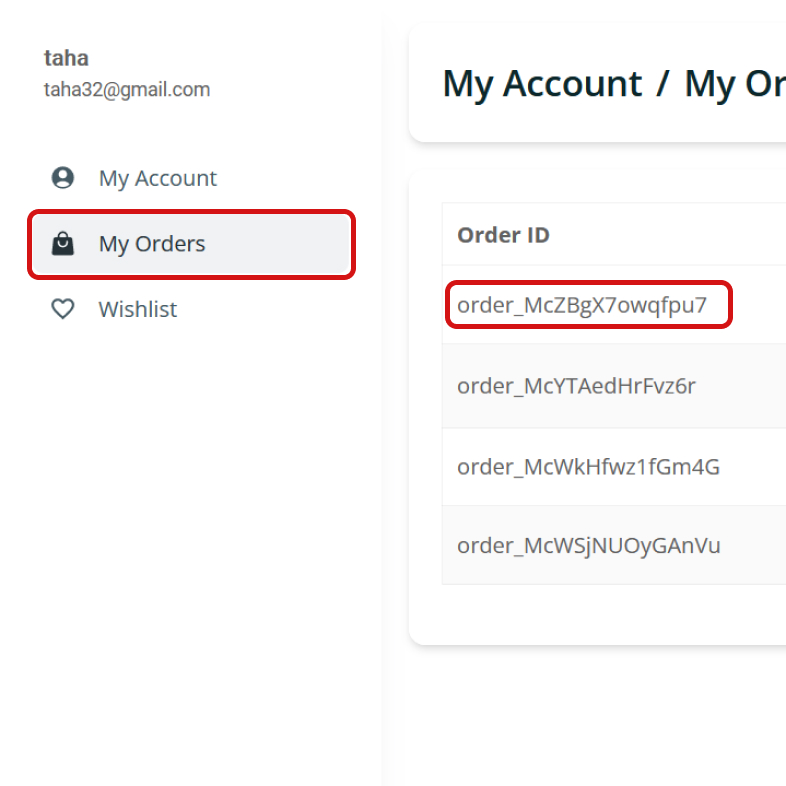 taha
taha32@gmail.com
My Account
My Orders
Wishlist
My Account / My Or
Order ID
order_McZBgX7owqfpu7
order_McYTAedHrFvz6r
order_McWkHfwz1fGm4G
order_McWSjNUOyGAnVu